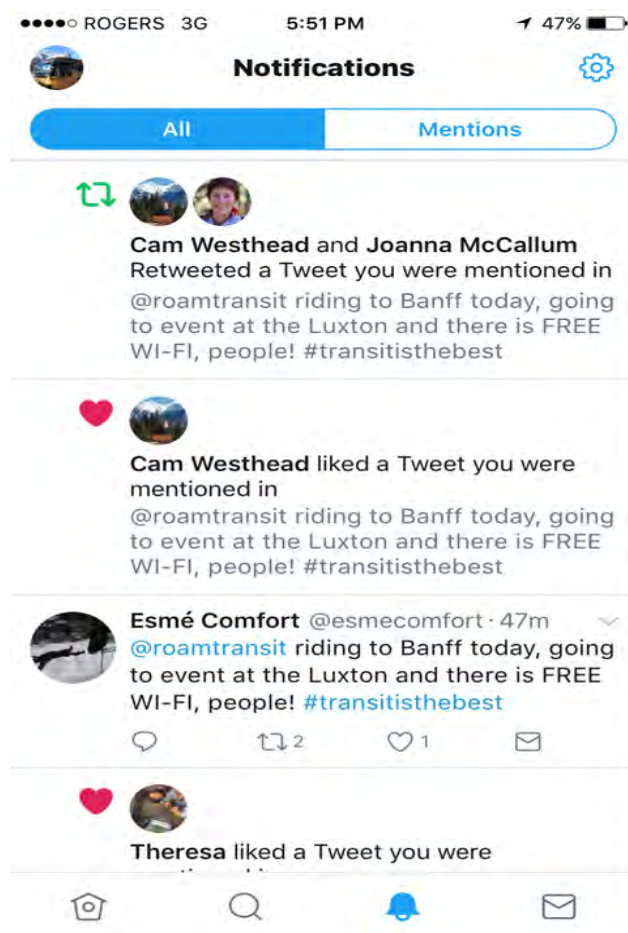 ROGERS 3G 5:51 PM 47%
Notifications
All Mentions
Cam Westhead and Joanna McCallum
Retweeted a Tweet you were mentioned in
@roamtransit riding to Banff today, going
to event at the Luxton and there is FREE
WI-FI, people! #transitisthebest
Cam Westhead liked a Tweet you were
mentioned in
@roamtransit riding to Banff today, going
to event at the Luxton and there is FREE
WI-FI, people! #transitisthebest
Esmé Comfort @esmecomfort · 47m
@roamtransit riding to Banff today, going
to event at the Luxton and there is FREE
WI-FI, people! #transitisthebest
2 1
Theresa liked a Tweet you were